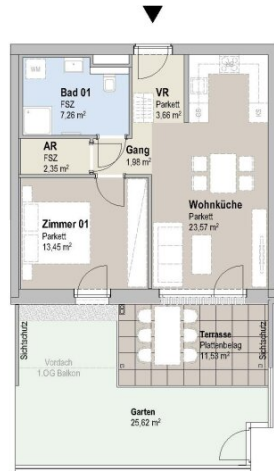 Bad 01
FSZ
7,26 m²
VR
Parkett
3,66 m²
AR
FSZ
2,35 m²
Gang
1,98 m²
Zimmer 01
Parkett
13,45 m²
Wohnküche
Parkett
23,57 m²
Sichtschutz
Vordach
1.OG Balkon
Terrasse
Plattenbelag
11,53 m²
Sichtschutz
Garten
25,62 m²